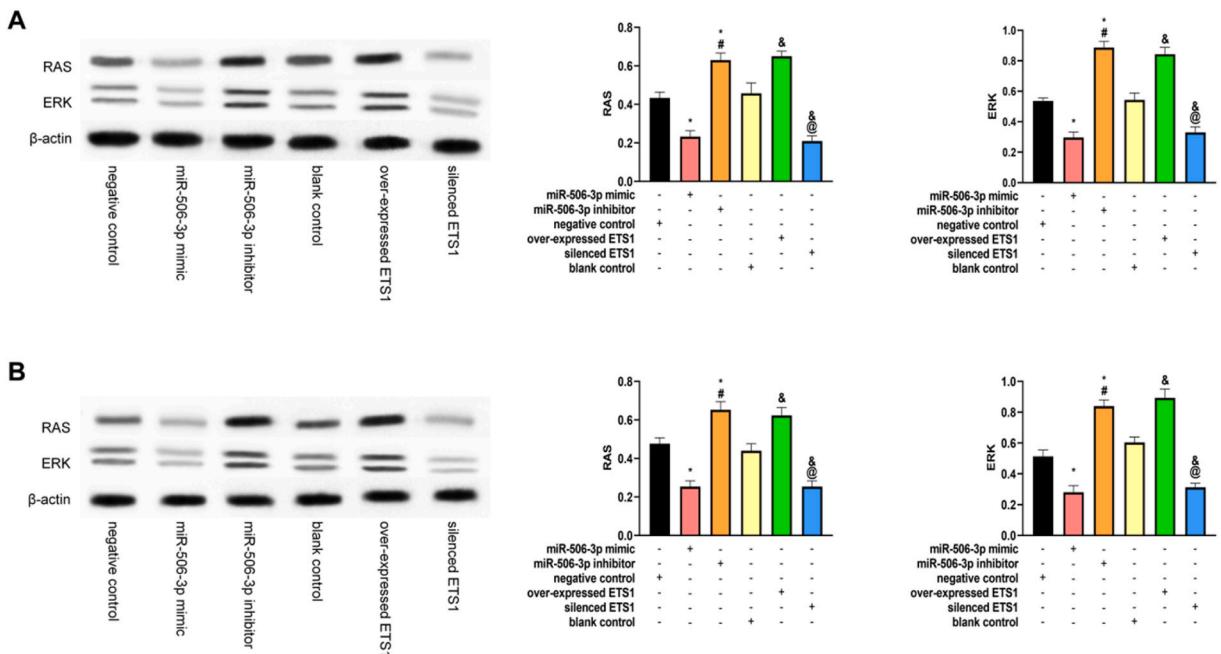 A
RAS
ERK
β-actin
negative control
miR-506-3p mimic
miR-506-3p inhibitor
blank control
over-expressed ETS1
silenced ETS1
RAS
0.8
0.6
0.4
0.2
0.0
*
*
#
&
&
@
miR-506-3p mimic - + - - - -
miR-506-3p inhibitor - - + - - -
negative control + - - - - -
over-expressed ETS1 - - - - + -
silenced ETS1 - - - - - +
blank control - - - + - -
ERK
1.0
0.8
0.6
0.4
0.2
0.0
*
*
#
&
&
@
miR-506-3p mimic - + - - - -
miR-506-3p inhibitor - - + - - -
negative control + - - - - -
over-expressed ETS1 - - - - + -
silenced ETS1 - - - - - +
blank control - - - + - -
B
RAS
ERK
β-actin
negative control
miR-506-3p mimic
miR-506-3p inhibitor
blank control
over-expressed ETS1
silenced ETS1
RAS
0.8
0.6
0.4
0.2
0.0
*
*
#
&
&
@
miR-506-3p mimic - + - - - -
miR-506-3p inhibitor - - + - - -
negative control + - - - - -
over-expressed ETS1 - - - - + -
silenced ETS1 - - - - - +
blank control - - - + - -
ERK
1.0
0.8
0.6
0.4
0.2
0.0
*
*
#
&
&
@
miR-506-3p mimic - + - - - -
miR-506-3p inhibitor - - + - - -
negative control + - - - - -
over-expressed ETS1 - - - - + -
silenced ETS1 - - - - - +
blank control - - - + - -